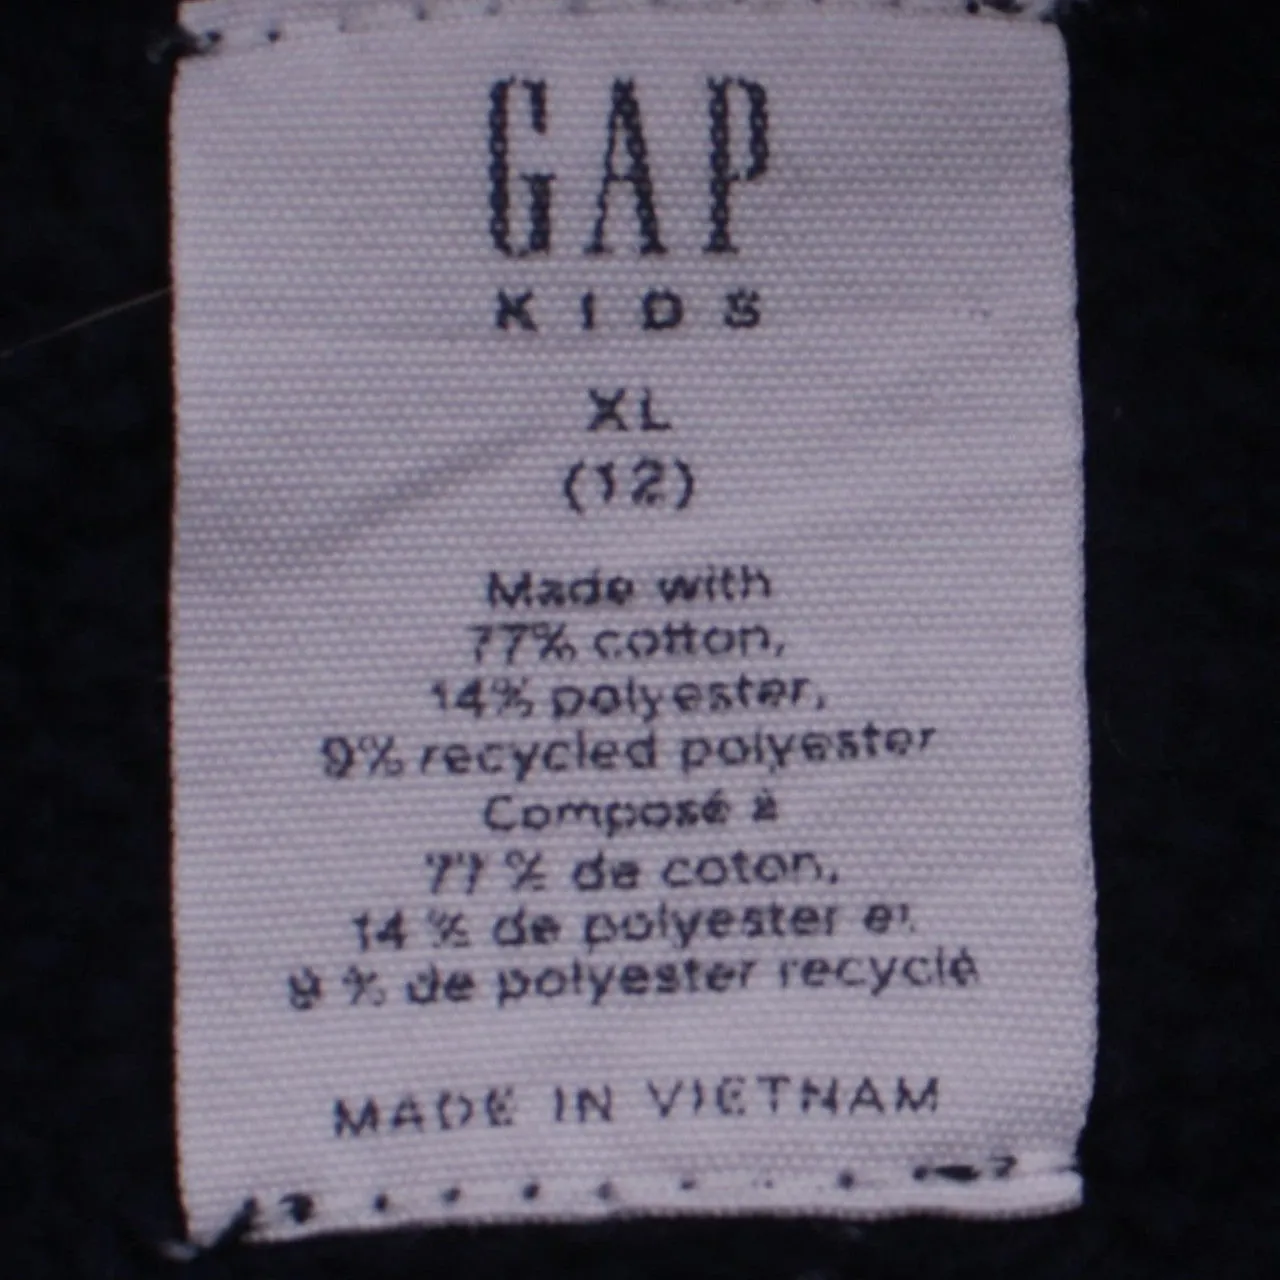 GAP
KIDS
XL
(12)
Made with
77% cotton,
14% polyester,
9% recycled polyester
Composé à
77 % de coton,
14 % de polyester et
9 % de polyester recyclé
MADE IN VIETNAM